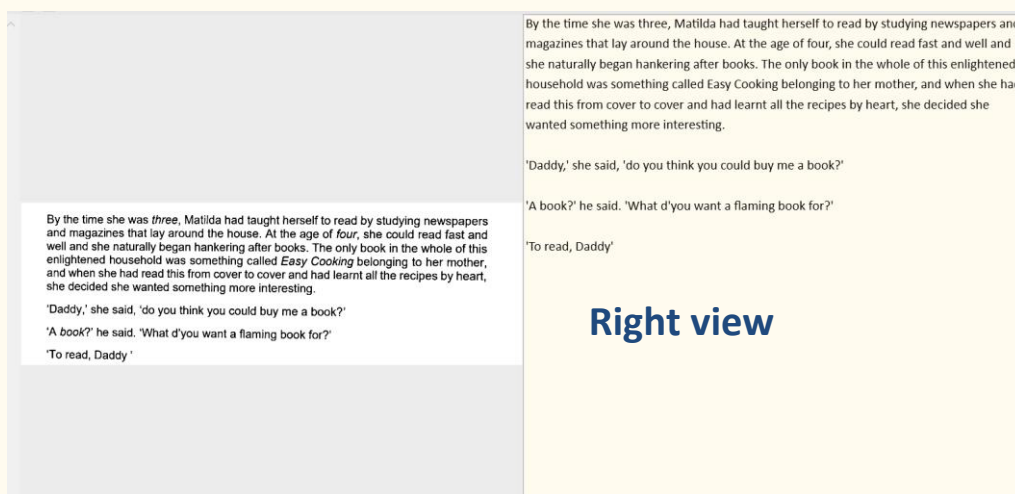 By the time she was three, Matilda had taught herself to read by studying newspapers
and magazines that lay around the house. At the age of four, she could read fast and
well and she naturally began hankering after books. The only book in the whole of this
enlightened household was something called Easy Cooking belonging to her mother,
and when she had read this from cover to cover and had learnt all the recipes by heart,
she decided she wanted something more interesting.
'Daddy,' she said, 'do you think you could buy me a book?'
'A book?' he said. 'What d'you want a flaming book for?'
'To read, Daddy '
By the time she was three, Matilda had taught herself to read by studying newspapers and
magazines that lay around the house. At the age of four, she could read fast and well and
she naturally began hankering after books. The only book in the whole of this enlightened
household was something called Easy Cooking belonging to her mother, and when she had
read this from cover to cover and had learnt all the recipes by heart, she decided she
wanted something more interesting.
'Daddy,' she said, 'do you think you could buy me a book?'
'A book?' he said. 'What d'you want a flaming book for?'
'To read, Daddy'
Right view